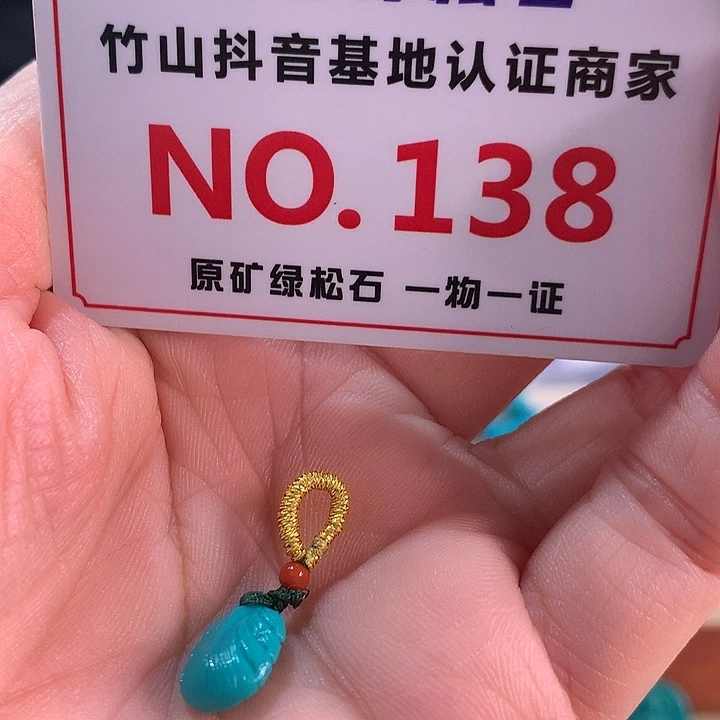 竹山抖音基地认证商家
NO.138
原矿绿松石 一物一证